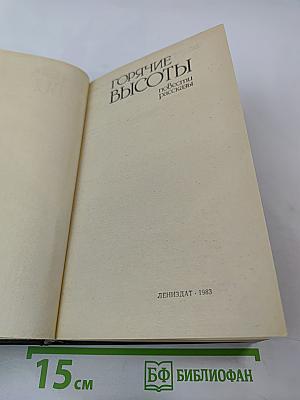 ГОРЯЧИЕ
ВЫСОТЫ
повести
рассказы
ЛЕНИЗДАТ · 1983
15 см
БФ БИБЛИОФАН